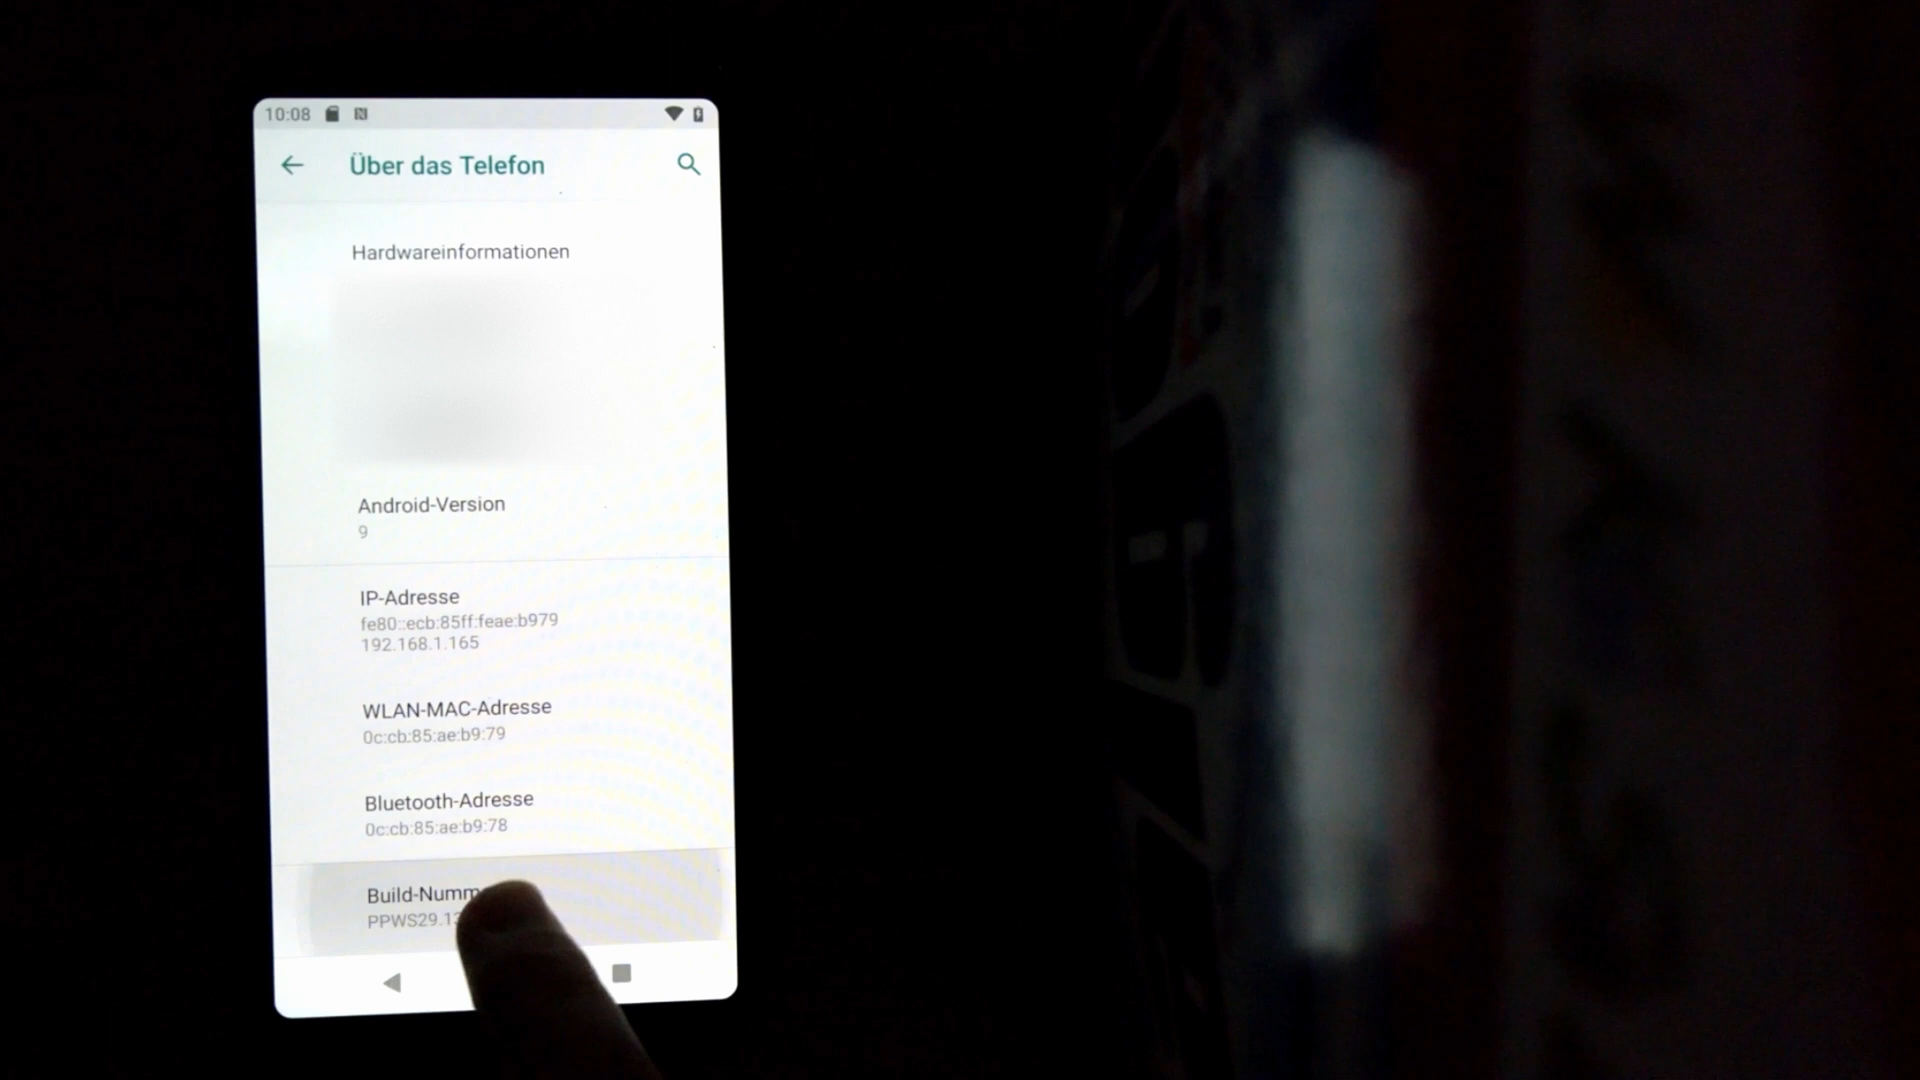 10:08
Über das Telefon
Hardwareinformationen
Android-Version
9
IP-Adresse
fe80::ecb:85ff:feae:b979
192.168.1.165
WLAN-MAC-Adresse
0c:cb:85:ae:b9:79
Bluetooth-Adresse
0c:cb:85:ae:b9:78